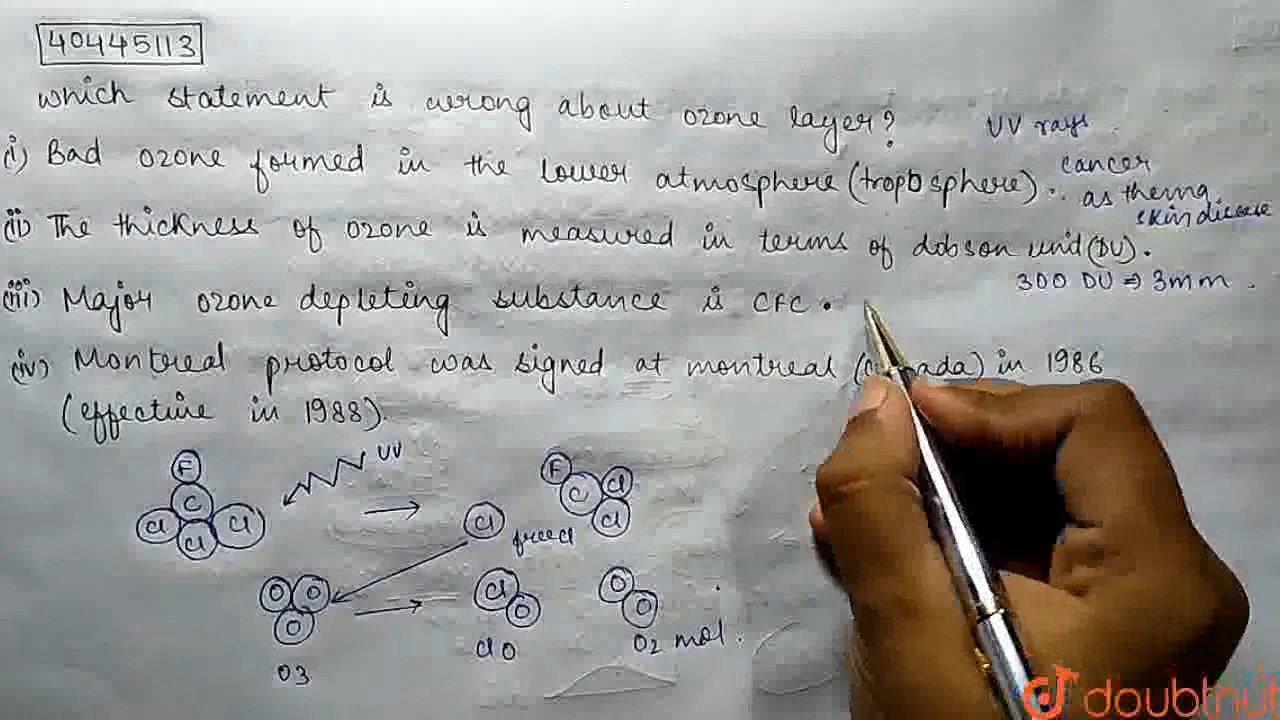 40445113
which statement is wrong about ozone layer?
UV rays
(i) Bad ozone formed in the lower atmosphere (troposphere).
cancer
as thema
skin disease
(ii) The thickness of ozone is measured in terms of dobson unit (DU).
300 DU ⇒ 3mm.
(iii) Major ozone depleting substance is CFC.
(iv) Montreal protocol was signed at montreal (Canada) in 1986
(effective in 1988).
F
C
Cl Cl Cl
UV
Cl
free Cl
F
C Cl
Cl
O O
O
O3
Cl O
ClO
O O
O2 mol.
doubtnut